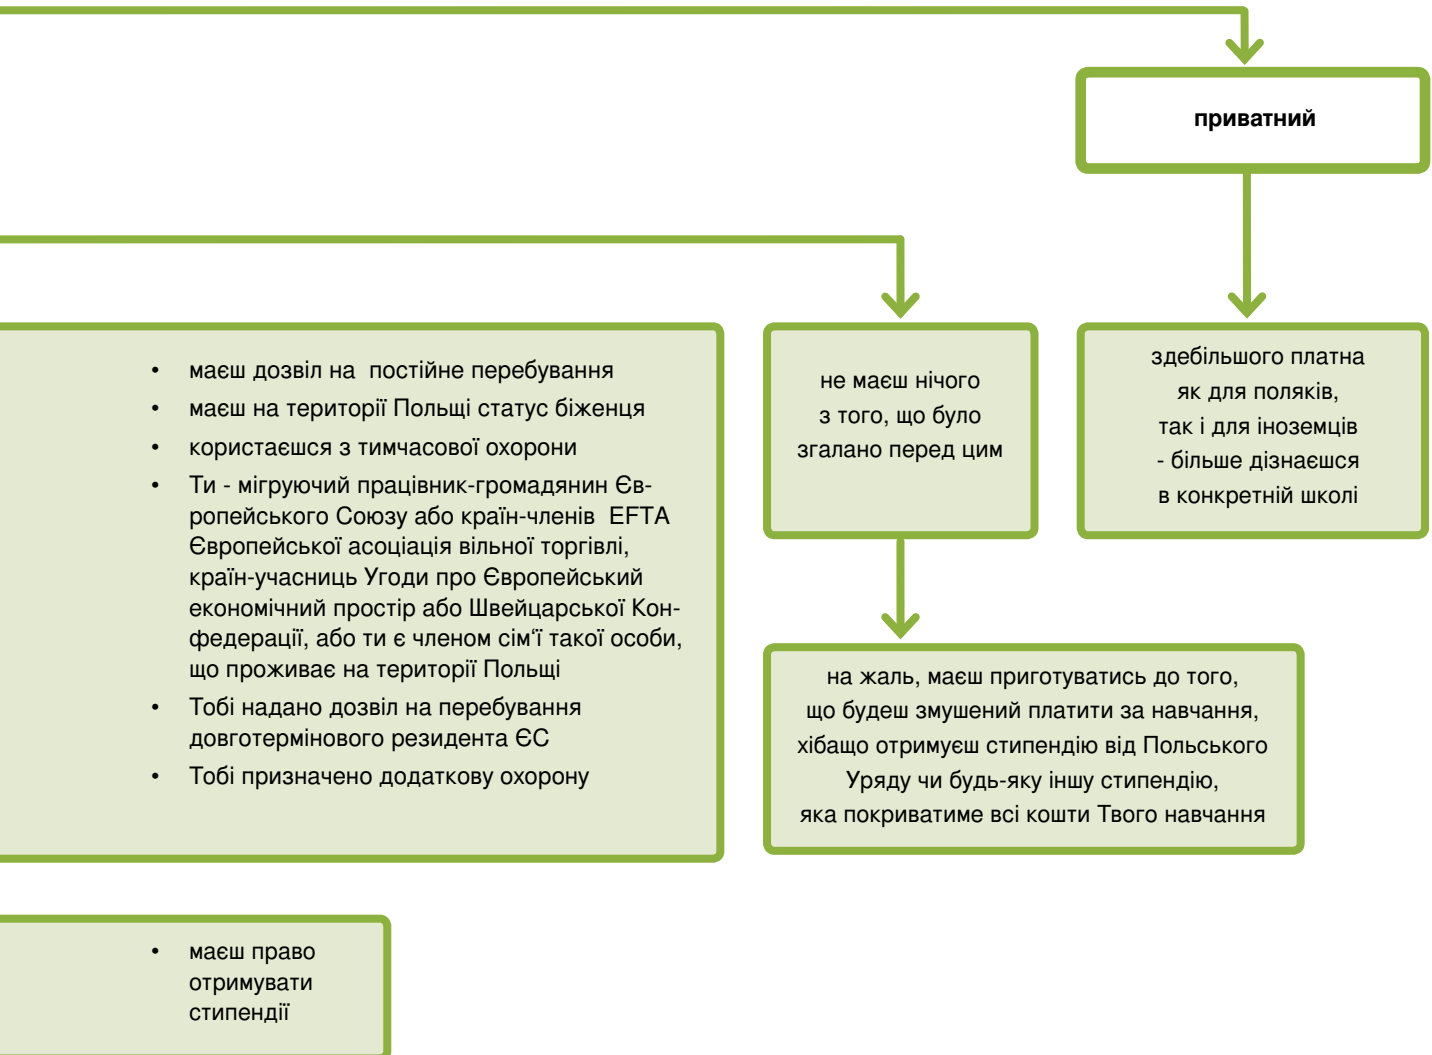 приватний
• маєш дозвіл на  постійне перебування
• маєш на території Польщі статус біженця
• користаєшся з тимчасової охорони
• Ти - мігруючий працівник-громадянин Єв-
ропейського Союзу або країн-членів  EFTA
Європейської асоціація вільної торгівлі,
країн-учасниць Угоди про Європейський
економічний простір або Швейцарської Кон-
федерації, або ти є членом сім‘ї такої особи,
що проживає на території Польщі
• Тобі надано дозвіл на перебування
довготермінового резидента ЄС
• Тобі призначено додаткову охорону
не маєш нічого
з того, що було
згалано перед цим
здебільшого платна
як для поляків,
так і для іноземців
- більше дізнаєшся
в конкретній школі
на жаль, маєш приготуватись до того,
що будеш змушений платити за навчання,
хібащо отримуєш стипендію від Польського
Уряду чи будь-яку іншу стипендію,
яка покриватиме всі кошти Твого навчання
• маєш право
отримувати
стипендії